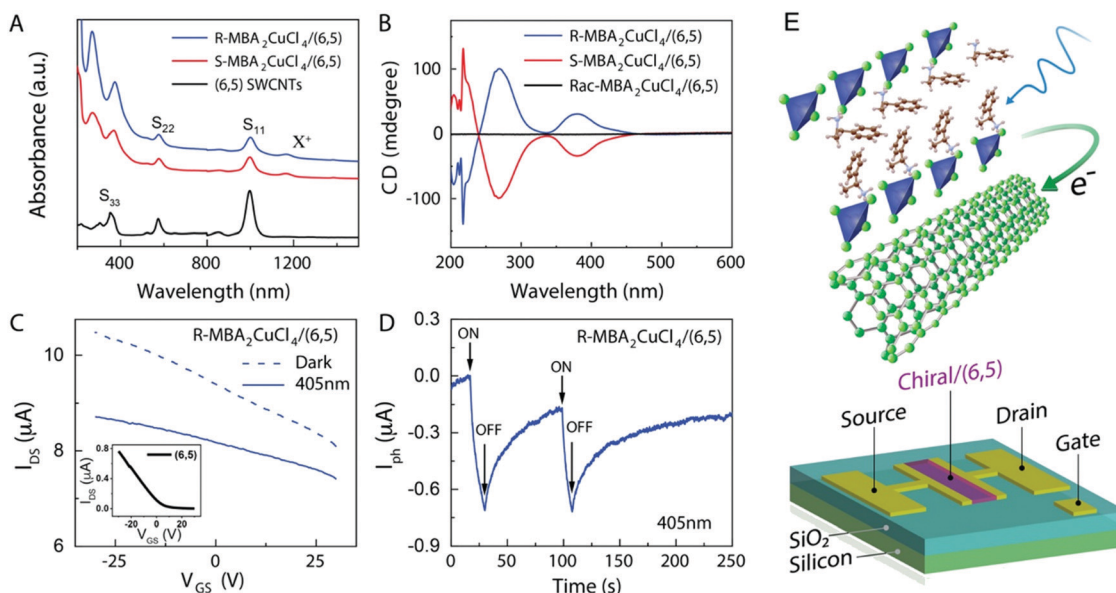 A
R-MBA₂CuCl₄/(6,5)
S-MBA₂CuCl₄/(6,5)
(6,5) SWCNTs
S₂₂
S₁₁
X⁺
S₃₃
Absorbance (a.u.)
400 800 1200
Wavelength (nm)
B
R-MBA₂CuCl₄/(6,5)
S-MBA₂CuCl₄/(6,5)
Rac-MBA₂CuCl₄/(6,5)
CD (mdegree)
100
0
-100
200 300 400 500 600
Wavelength (nm)
C
R-MBA₂CuCl₄/(6,5)
Dark
405nm
I_DS (μA)
10
8
6
(6,5)
I_DS (μA)
0.8
0.4
0.0
-20 0 20
V_GS (V)
-25 0 25
V_GS (V)
D
R-MBA₂CuCl₄/(6,5)
ON
OFF
ON
OFF
405nm
I_ph (μA)
0.3
0.0
-0.3
-0.6
-0.9
0 50 100 150 200 250
Time (s)
E
e⁻
Chiral/(6,5)
Source
Drain
Gate
SiO₂
Silicon